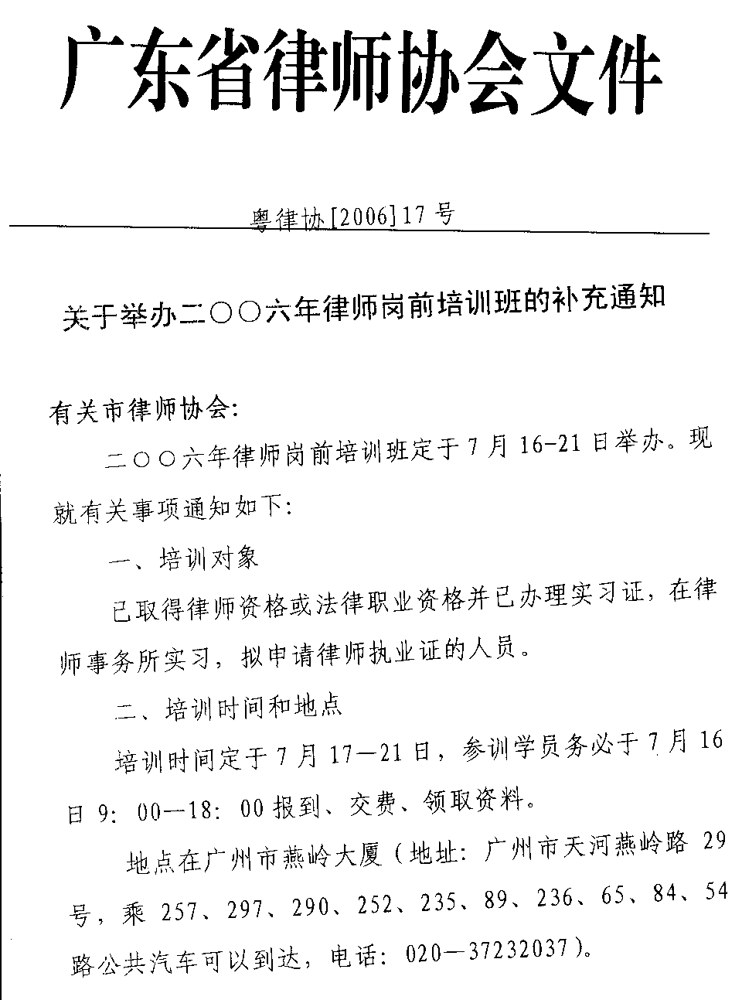 广东省律师协会文件
粤律协[2006]17号
关于举办二〇〇六年律师岗前培训班的补充通知
有关市律师协会：
二〇〇六年律师岗前培训班定于7月16-21日举办。现
就有关事项通知如下：
一、培训对象
已取得律师资格或法律职业资格并已办理实习证，在律
师事务所实习，拟申请律师执业证的人员。
二、培训时间和地点
培训时间定于7月17—21日，参训学员务必于7月16
日9：00—18：00报到、交费、领取资料。
地点在广州市燕岭大厦（地址：广州市天河燕岭路29
号，乘257、297、290、252、235、89、236、65、84、54
路公共汽车可以到达，电话：020—37232037）。